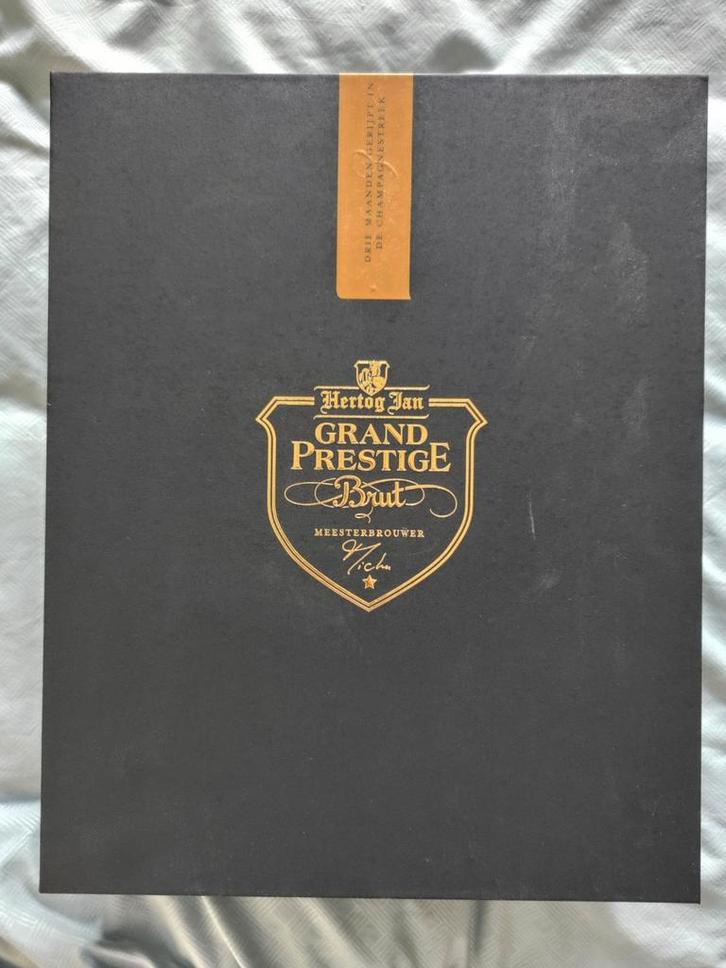 DRIE MAANDEN GERIJPT IN
DE CHAMPAGNESTREEK
Hertog Jan
GRAND
PRESTIGE
Brut
MEESTERBROUWER